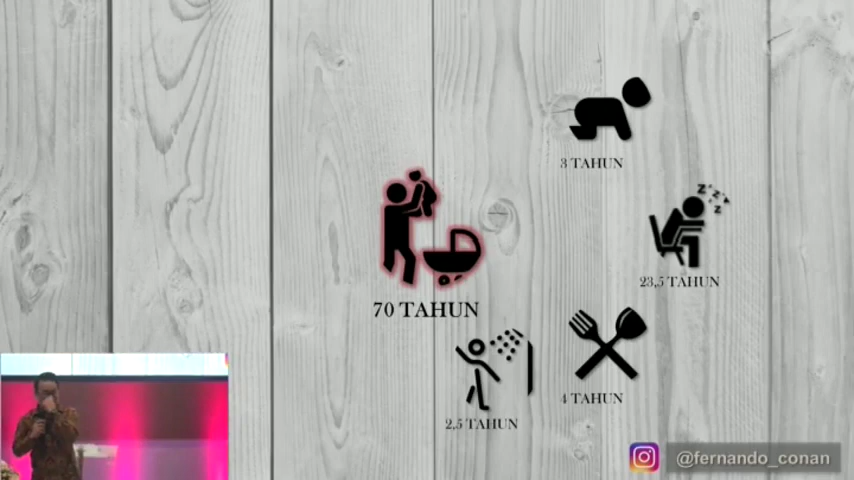 3 TAHUN
z z z z
23,5 TAHUN
70 TAHUN
4 TAHUN
2,5 TAHUN
@fernando_conan